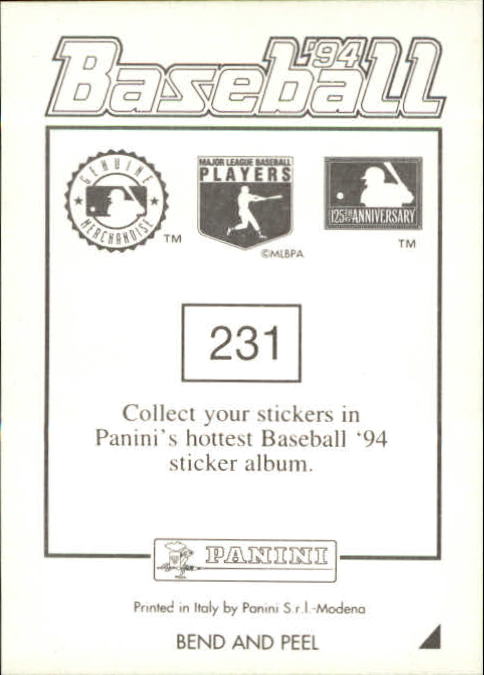 Baseball '94
GENUINE
MERCHANDISE
TM
MAJOR LEAGUE BASEBALL
PLAYERS
©MLBPA
125TH ANNIVERSARY
TM
231
Collect your stickers in
Panini's hottest Baseball ‘94
sticker album.
PANINI
Printed in Italy by Panini S.r.l.-Modena
BEND AND PEEL